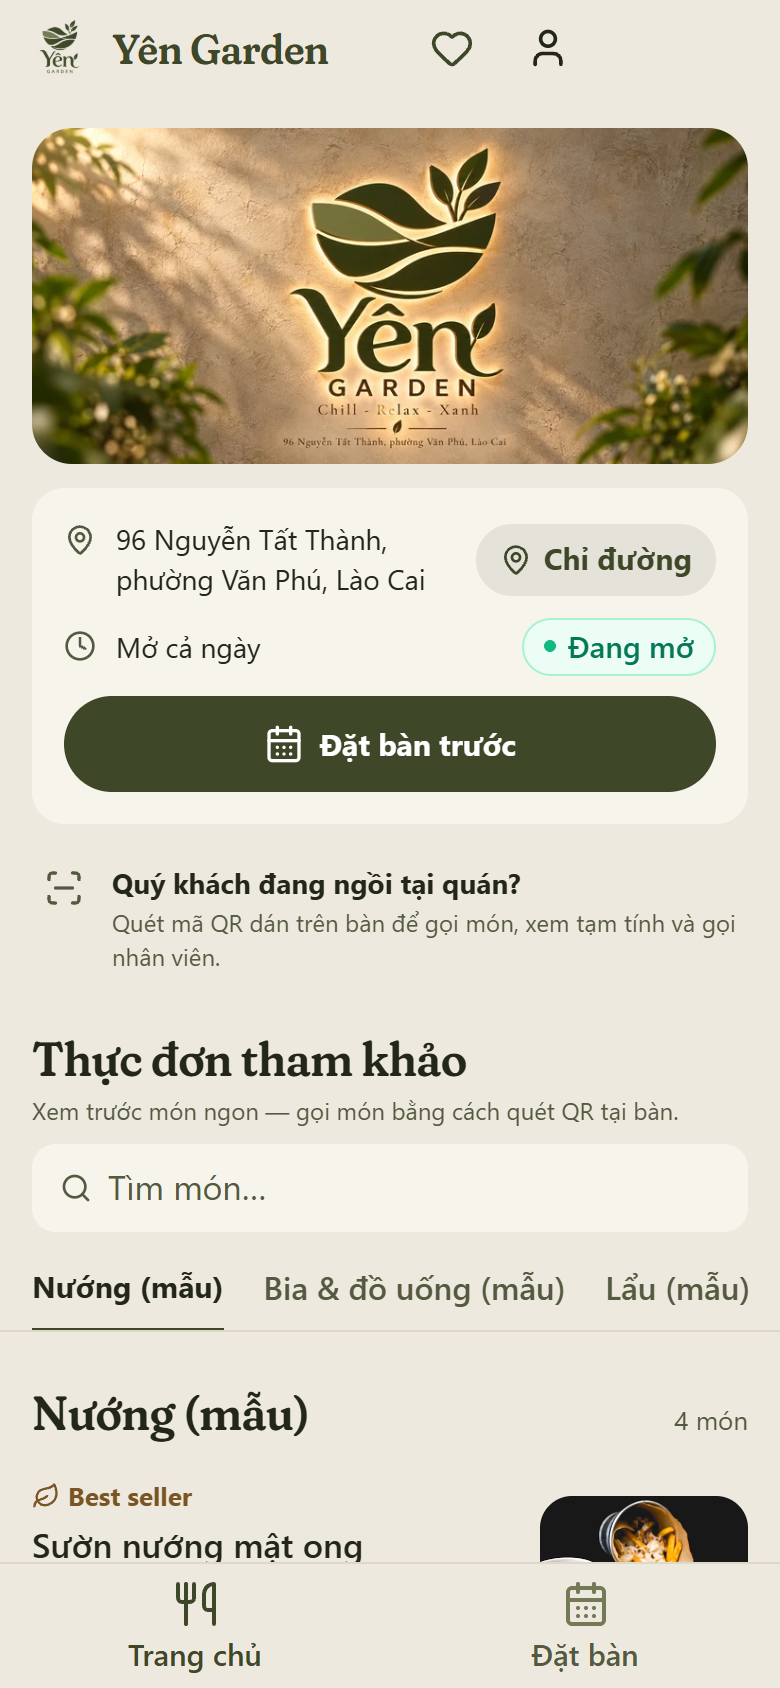 Yên
GARDEN
Yên Garden
Yên
GARDEN
Chill - Relax - Xanh
96 Nguyễn Tất Thành, phường Văn Phú, Lào Cai
96 Nguyễn Tất Thành,
phường Văn Phú, Lào Cai
Chỉ đường
Mở cả ngày
Đang mở
Đặt bàn trước
Quý khách đang ngồi tại quán?
Quét mã QR dán trên bàn để gọi món, xem tạm tính và gọi
nhân viên.
Thực đơn tham khảo
Xem trước món ngon — gọi món bằng cách quét QR tại bàn.
Tìm món...
Nướng (mẫu) Bia & đồ uống (mẫu) Lẩu (mẫu)
Nướng (mẫu)
4 món
Best seller
Sườn nướng mật ong
Trang chủ
Đặt bàn